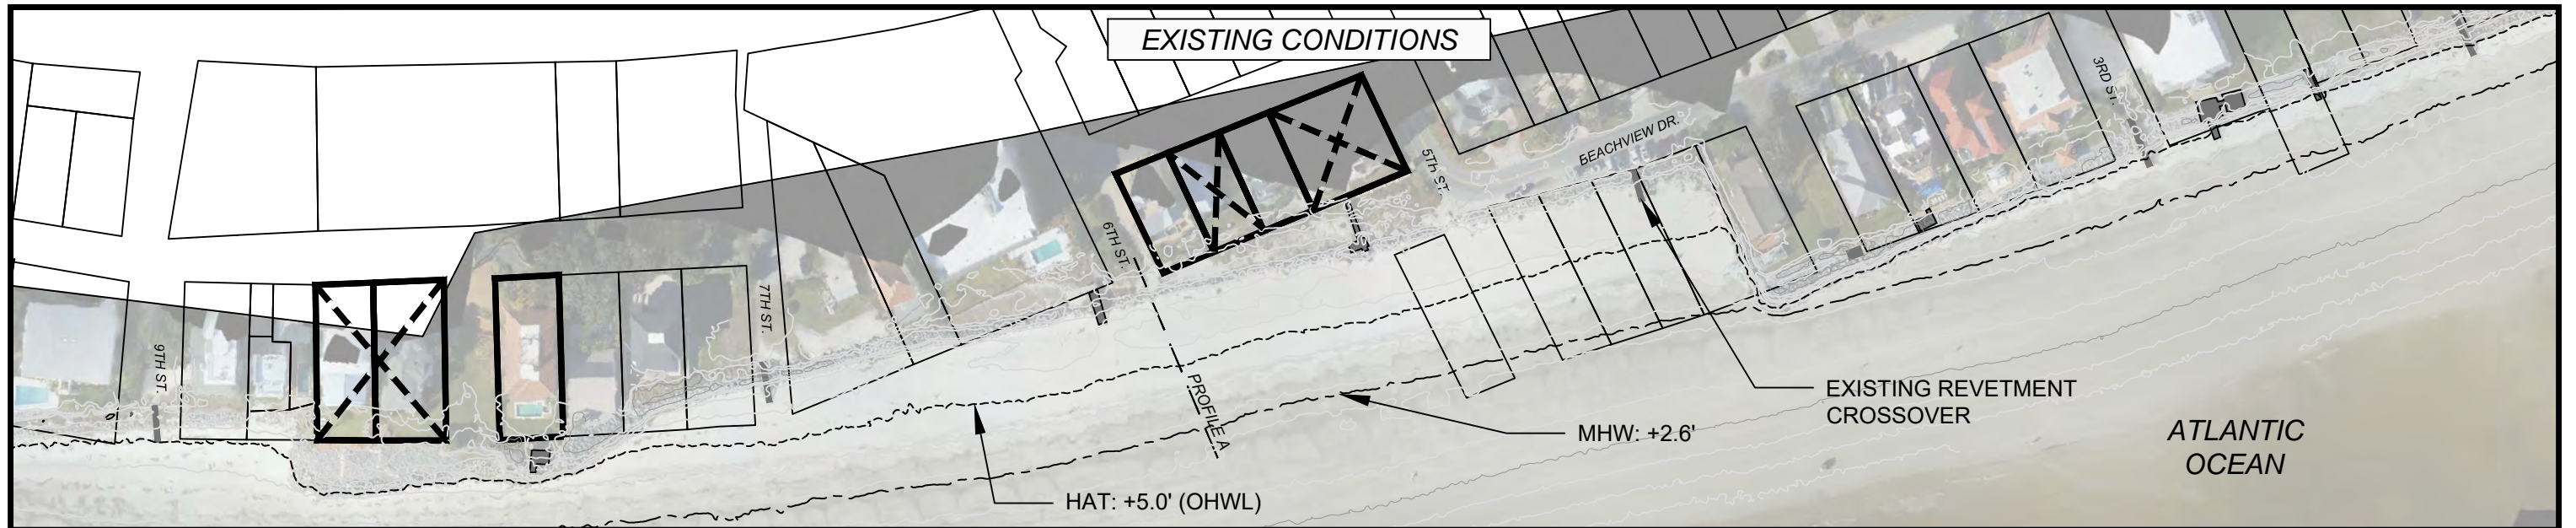 EXISTING CONDITIONS
3RD ST.
BEACHVIEW DR.
5Th ST.
6TH ST.
7TH ST.
9TH ST.
PROFILE A
EXISTING REVETMENT
CROSSOVER
MHW: +2.6'
ATLANTIC
OCEAN
HAT: +5.0' (OHWL)